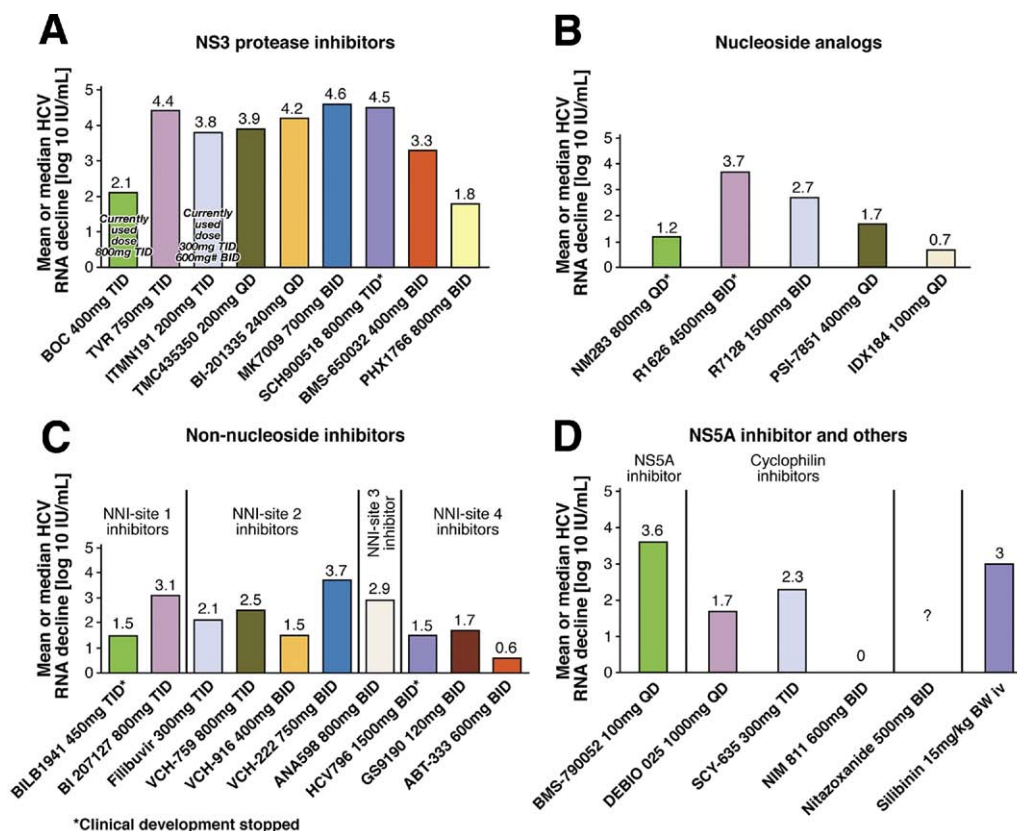 A
NS3 protease inhibitors
Mean or median HCV
RNA decline [log 10 IU/mL]
5
4
3
2
1
0
2.1
4.4
3.8
3.9
4.2
4.6
4.5
3.3
1.8
Currently
used
dose
800mg TID
Currently
used
dose
300mg TID
600mg# BID
BOC 400mg TID
TVR 750mg TID
ITMN191 200mg TID
TMC435350 200mg QD
BI-201335 240mg QD
MK7009 700mg BID
SCH900518 800mg TID*
BMS-650032 400mg BID
PHX1766 800mg BID
B
Nucleoside analogs
Mean or median HCV
RNA decline [log 10 IU/mL]
5
4
3
2
1
0
1.2
3.7
2.7
1.7
0.7
NM283 800mg QD*
R1626 4500mg BID*
R7128 1500mg BID
PSI-7851 400mg QD
IDX184 100mg QD
C
Non-nucleoside inhibitors
NNI-site 1
inhibitors
NNI-site 2
inhibitors
NNI-site 3
inhibitor
NNI-site 4
inhibitors
Mean or median HCV
RNA decline [log 10 IU/mL]
5
4
3
2
1
0
1.5
3.1
2.1
2.5
1.5
3.7
2.9
1.5
1.7
0.6
BILB1941 450mg TID*
BI 207127 800mg TID
Filibuvir 300mg TID
VCH-759 800mg TID
VCH-916 400mg BID
VCH-222 750mg BID
ANA598 800mg BID
HCV796 1500mg BID*
GS9190 120mg BID
ABT-333 600mg BID
*Clinical development stopped
D
NS5A inhibitor and others
NS5A
inhibitor
Cyclophilin
inhibitors
Mean or median HCV
RNA decline [log 10 IU/mL]
5
4
3
2
1
0
3.6
1.7
2.3
0
?
3
BMS-790052 100mg QD
DEBIO 025 1000mg QD
SCY-635 300mg TID
NIM 811 600mg BID
Nitazoxanide 500mg BID
Silibinin 15mg/kg BW iv